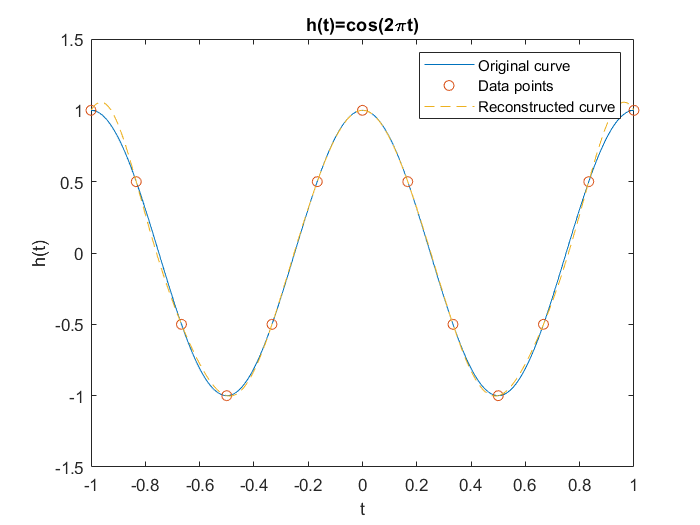 h(t)=cos(2πt)
Original curve
Data points
Reconstructed curve
1.5
1
0.5
0
-0.5
-1
-1.5
h(t)
-1 -0.8 -0.6 -0.4 -0.2 0 0.2 0.4 0.6 0.8 1
t